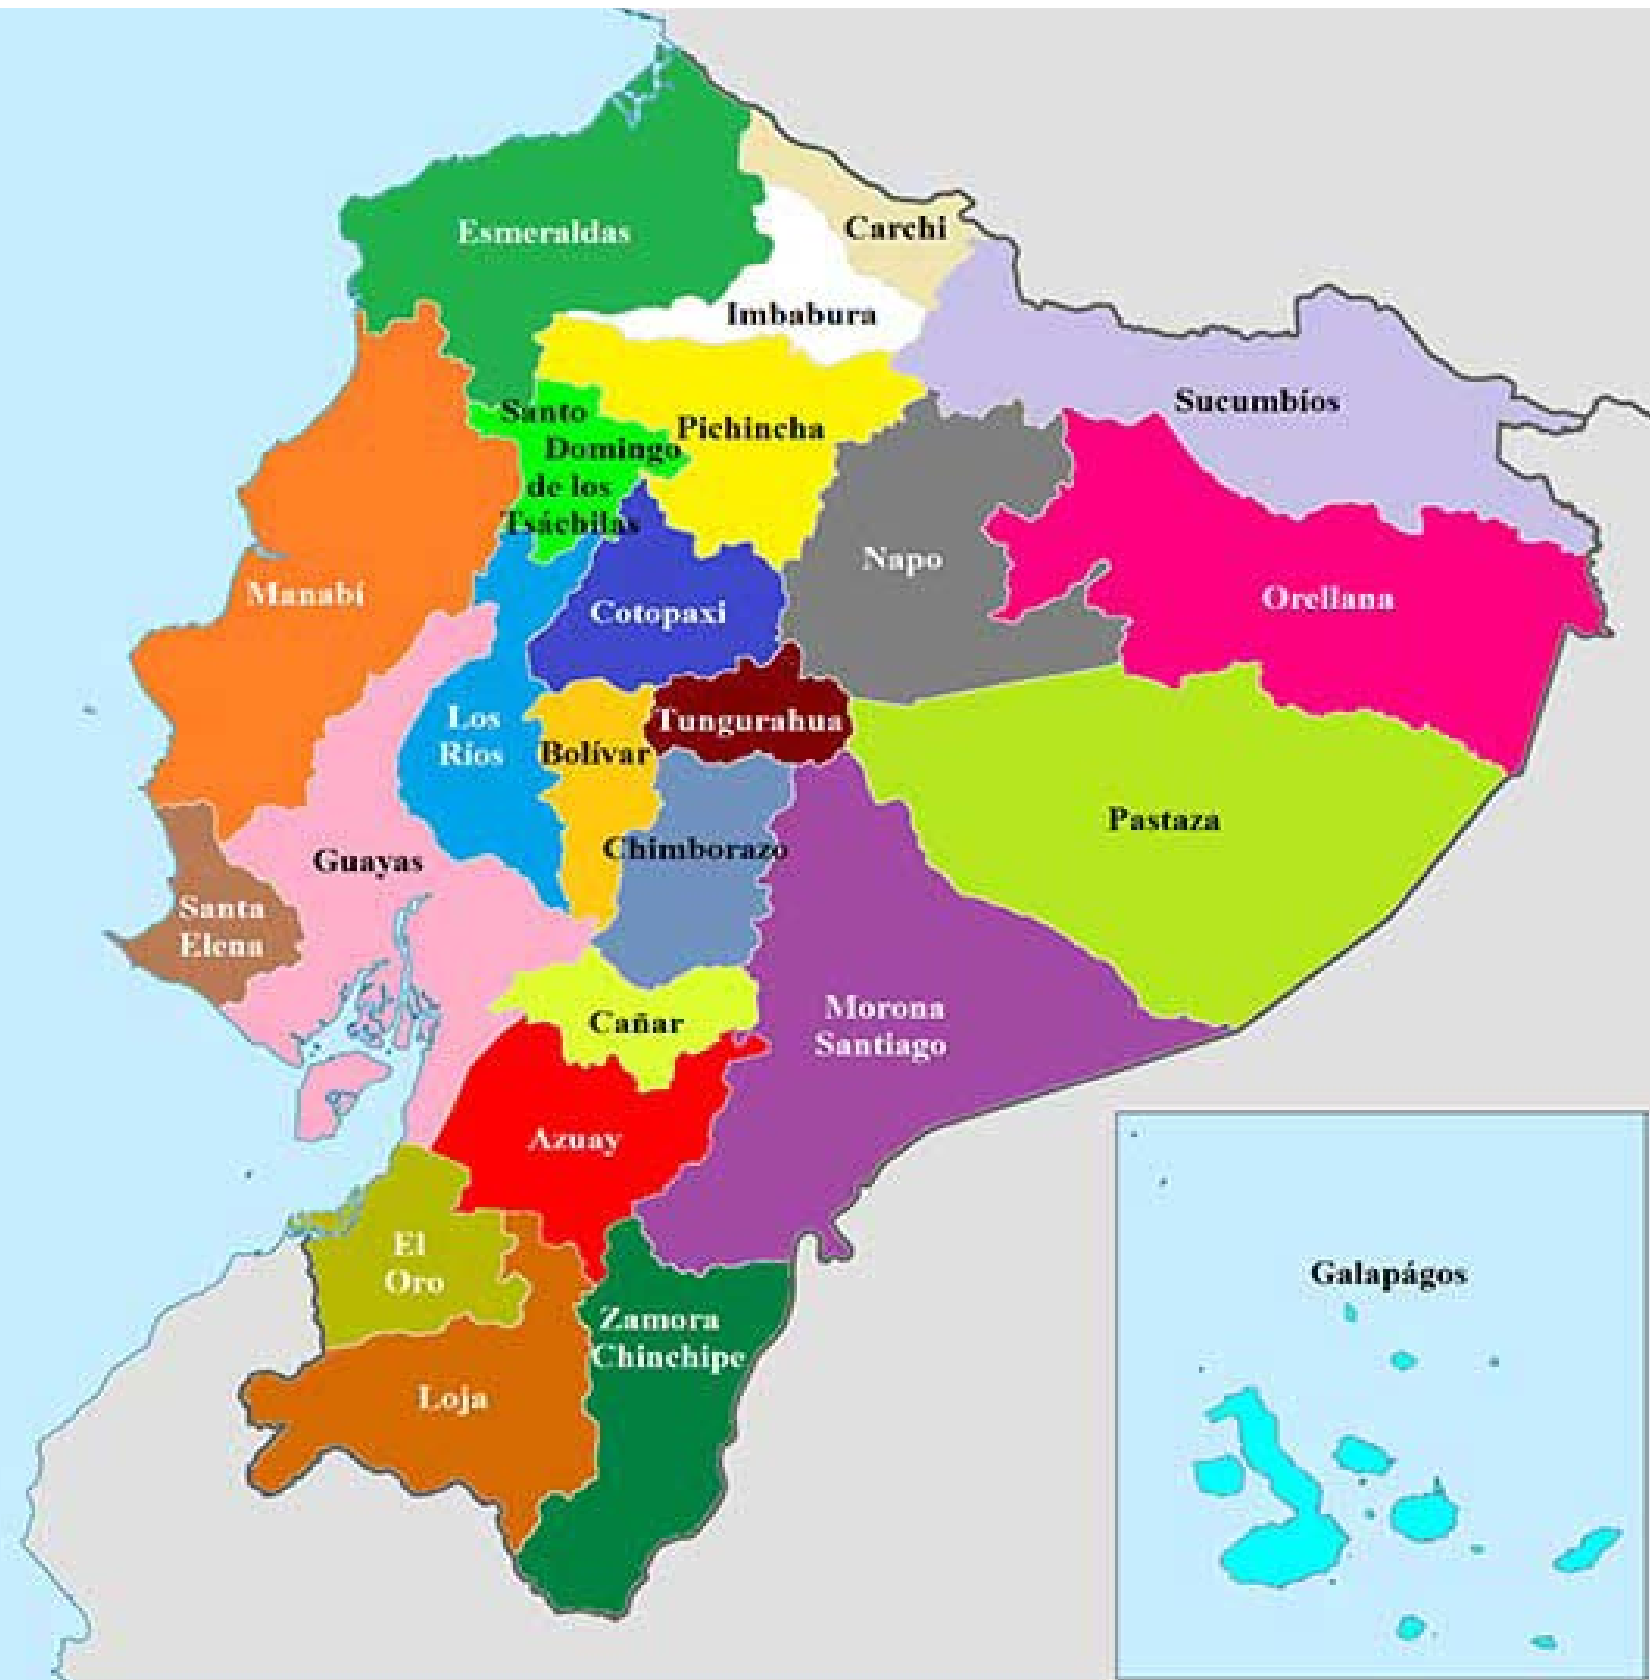 Esmeraldas
Carchi
Imbabura
Sucumbíos
Santo
Domingo
de los
Tsáchilas
Pichincha
Manabí
Napo
Orellana
Cotopaxi
Los
Ríos
Bolívar
Tungurahua
Pastaza
Guayas
Chimborazo
Santa
Elena
Cañar
Morona
Santiago
Azuay
El
Oro
Zamora
Chinchipe
Loja
Galapágos